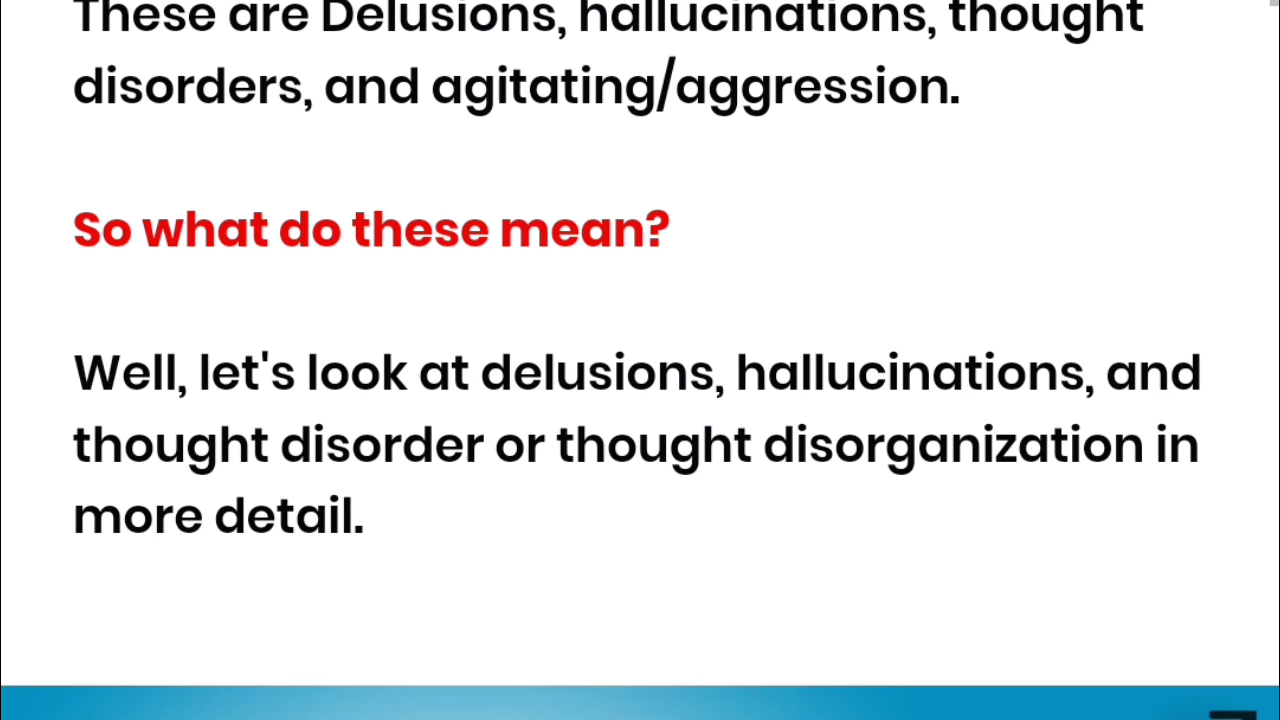 These are Delusions, hallucinations, thought
disorders, and agitating/aggression.
So what do these mean?
Well, let's look at delusions, hallucinations, and
thought disorder or thought disorganization in
more detail.